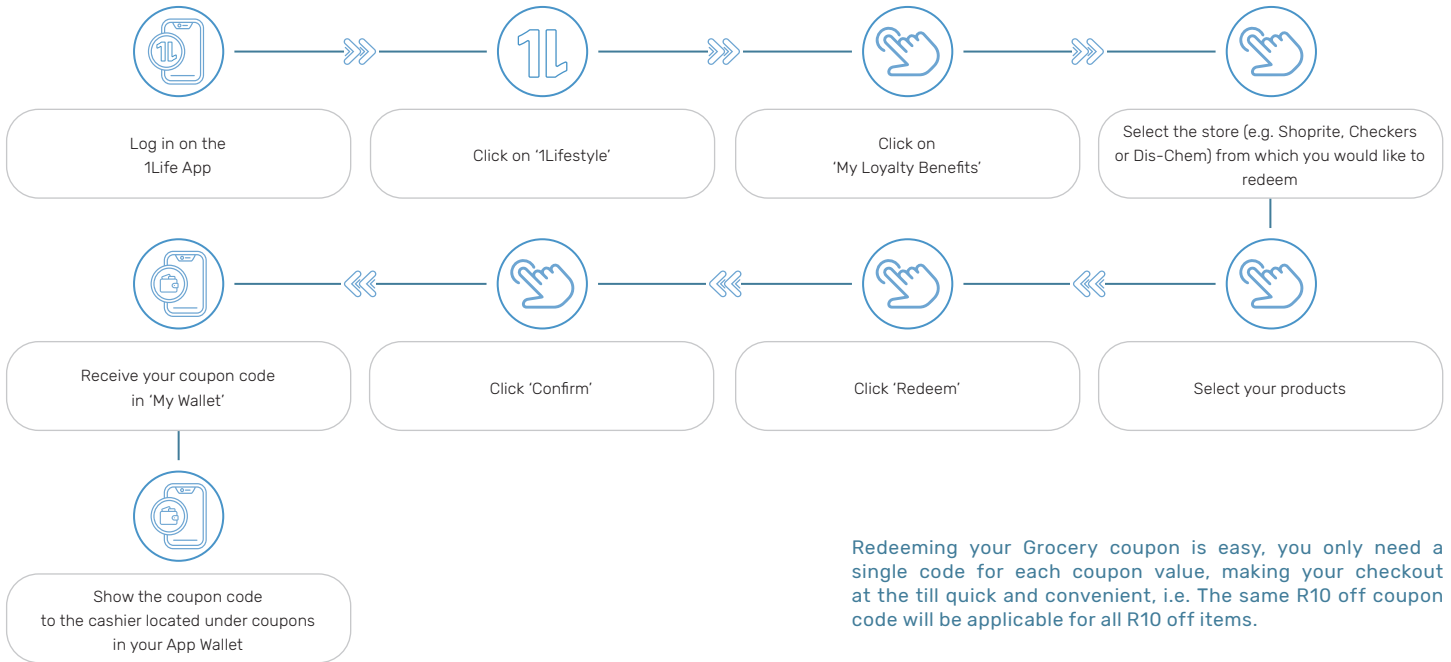 Log in on the
1Life App
Click on ‘1Lifestyle’
Click on
‘My Loyalty Benefits’
Select the store (e.g. Shoprite, Checkers
or Dis-Chem) from which you would like to
redeem
Select your products
Click ‘Redeem’
Click ‘Confirm’
Receive your coupon code
in ‘My Wallet’
Show the coupon code
to the cashier located under coupons
in your App Wallet
Redeeming your Grocery coupon is easy, you only need a
single code for each coupon value, making your checkout
at the till quick and convenient, i.e. The same R10 off coupon
code will be applicable for all R10 off items.